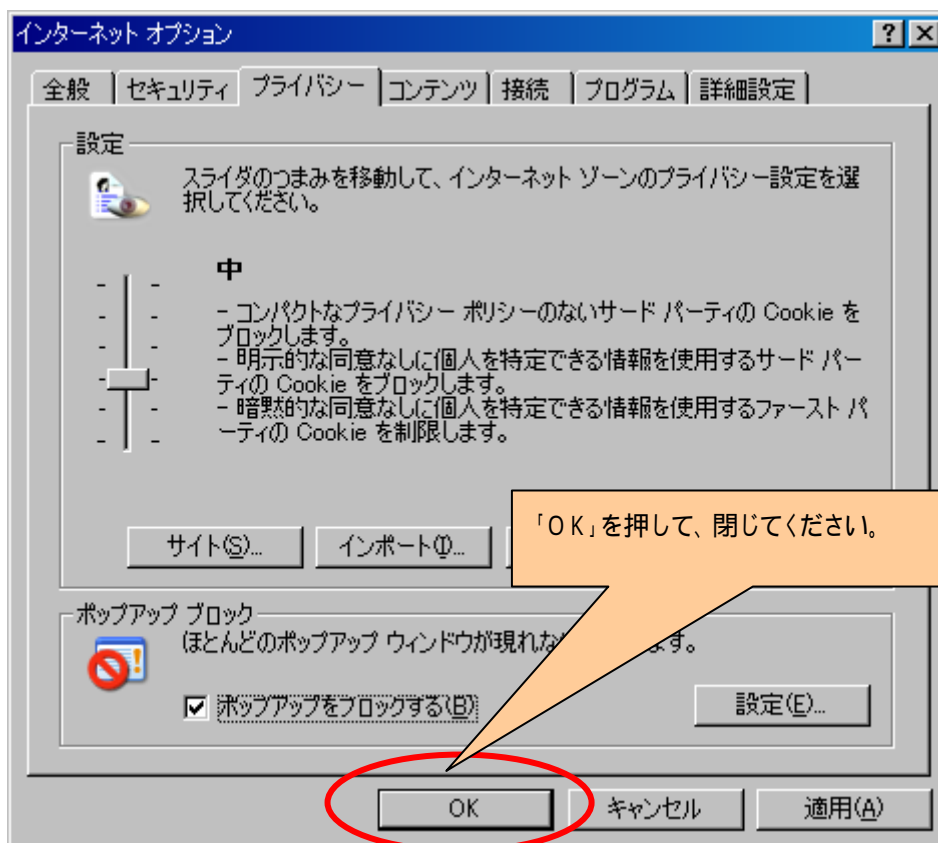 インターネット オプション
全般 セキュリティ プライバシー コンテンツ 接続 プログラム 詳細設定
設定
スライダのつまみを移動して、インターネット ゾーンのプライバシー設定を選
択してください。
中
- コンパクトなプライバシー ポリシーのないサード パーティの Cookie を
ブロックします。
- 明示的な同意なしに個人を特定できる情報を使用するサード パー
ティの Cookie をブロックします。
- 暗黙的な同意なしに個人を特定できる情報を使用するファースト パ
ーティの Cookie を制限します。
「OK」を押して、閉じてください。
サイト(S)... インポート(I)...
ポップアップ ブロック
ほとんどのポップアップ ウィンドウが現れな ます。
ポップアップをブロックする(B)
設定(E)...
OK キャンセル 適用(A)